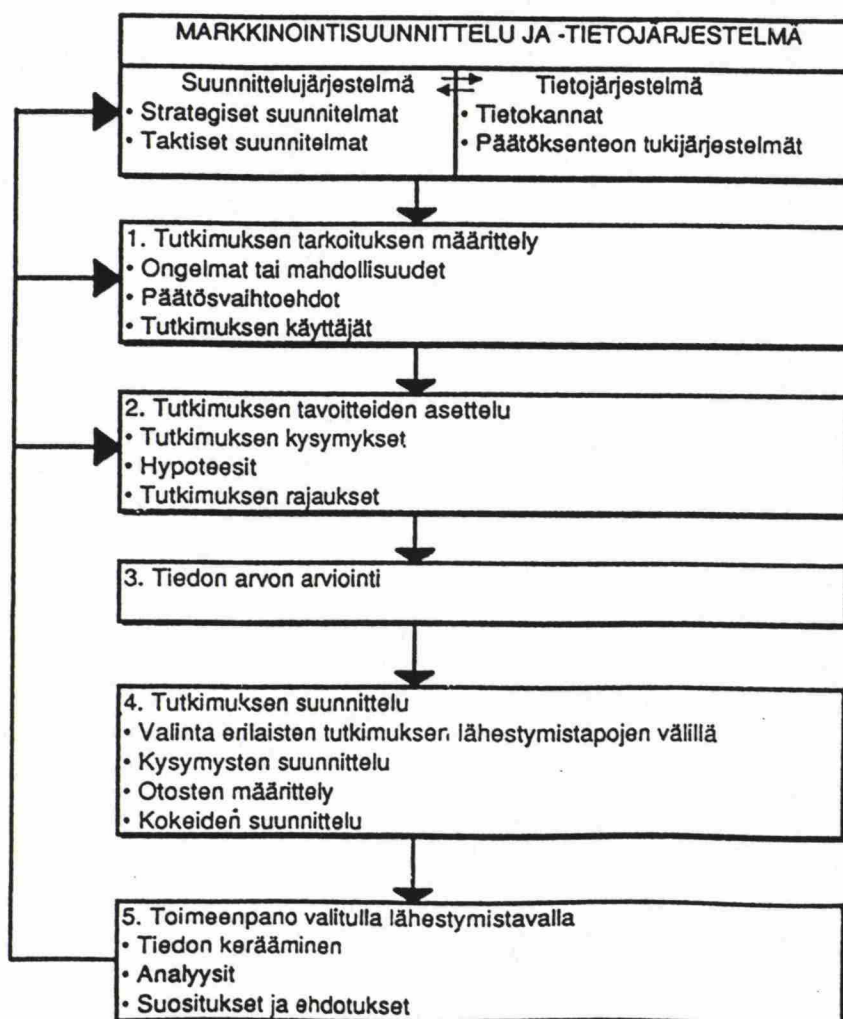 MARKKINOINTISUUNNITTELU JA -TIETOJÄRJESTELMÄ
Suunnittelujärjestelmä
• Strategiset suunnitelmat
• Taktiset suunnitelmat
Tietojärjestelmä
• Tietokannat
• Päätöksenteon tukijärjestelmät
1. Tutkimuksen tarkoituksen määrittely
• Ongelmat tai mahdollisuudet
• Päätösvaihtoehdot
• Tutkimuksen käyttäjät
2. Tutkimuksen tavoitteiden asettelu
• Tutkimuksen kysymykset
• Hypoteesit
• Tutkimuksen rajaukset
3. Tiedon arvon arviointi
4. Tutkimuksen suunnittelu
• Valinta erilaisten tutkimuksen lähestymistapojen välillä
• Kysymysten suunnittelu
• Otosten määrittely
• Kokeiden suunnittelu
5. Toimeenpano valitulla lähestymistavalla
• Tiedon kerääminen
• Analyysit
• Suositukset ja ehdotukset